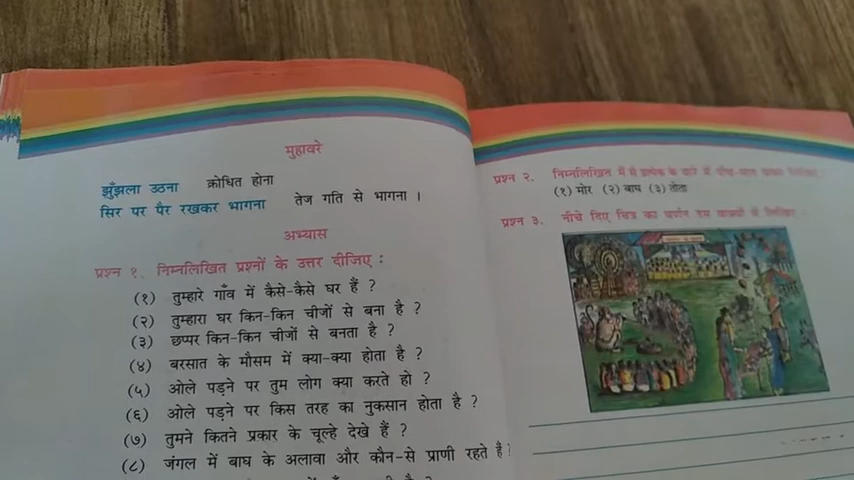 मुहावरे
झुँझला उठना क्रोधित होना
सिर पर पैर रखकर भागना तेज गति से भागना ।
अभ्यास
प्रश्न १. निम्नलिखित प्रश्नों के उत्तर दीजिए :
(१) तुम्हारे गाँव में कैसे-कैसे घर हैं ?
(२) तुम्हारा घर किन-किन चीजों से बना है ?
(३) छप्पर किन-किन चीजों से बनता है ?
(४) बरसात के मौसम में क्या-क्या होता है ?
(५) ओले पड़ने पर तुम लोग क्या करते हो ?
(६) ओले पड़ने पर किस तरह का नुकसान होता है ?
(७) तुमने कितने प्रकार के चूल्हे देखे हैं ?
(८) जंगल में बाघ के अलावा और कौन-से प्राणी रहते हैं ?
प्रश्न २. निम्नलिखित में से प्रत्येक के बारे में पाँच-पाँच वाक्य लिखिए
(१) मोर (२) बाघ (३) तोता
प्रश्न ३. नीचे दिए चित्र का वर्णन दस वाक्यों में लिखिए